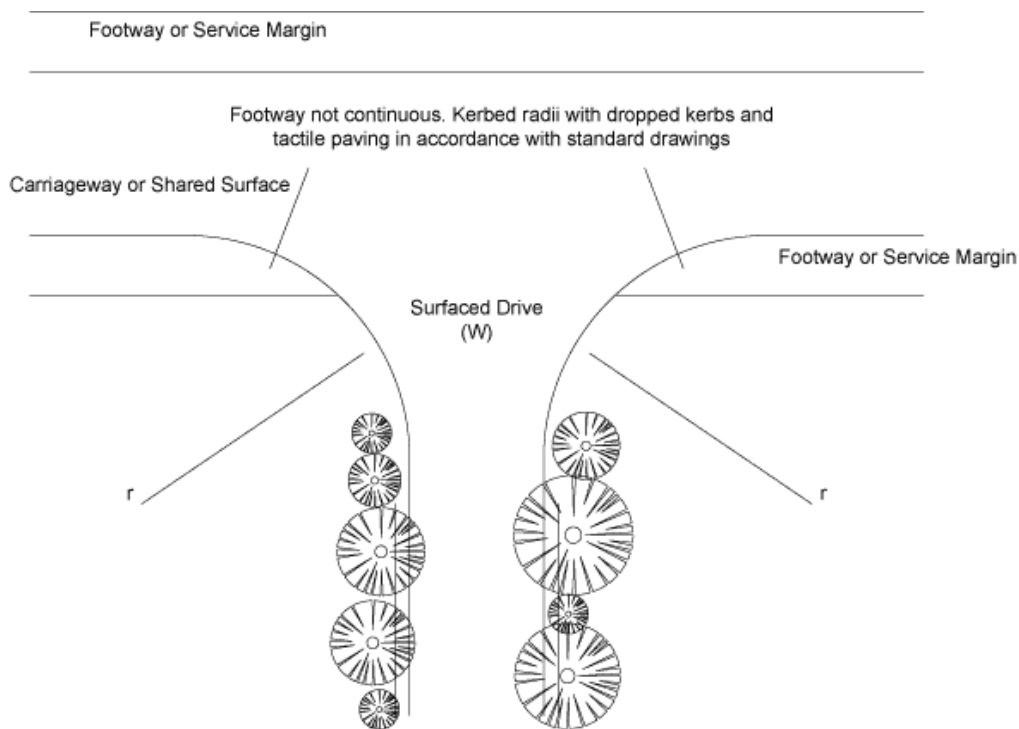 Footway or Service Margin
Footway not continuous. Kerbed radii with dropped kerbs and
tactile paving in accordance with standard drawings
Carriageway or Shared Surface
Footway or Service Margin
Surfaced Drive
(W)
r
r